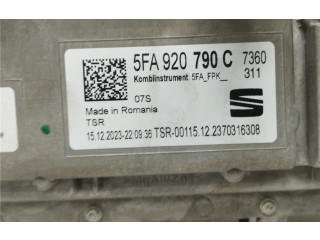 5FA 920 790 C 7360
Kombiinstrument 5FA_FPK__ 311
07S
Made in Romania
TSR
15.12.2023-22:09:36 TSR-00115.12.2370316308